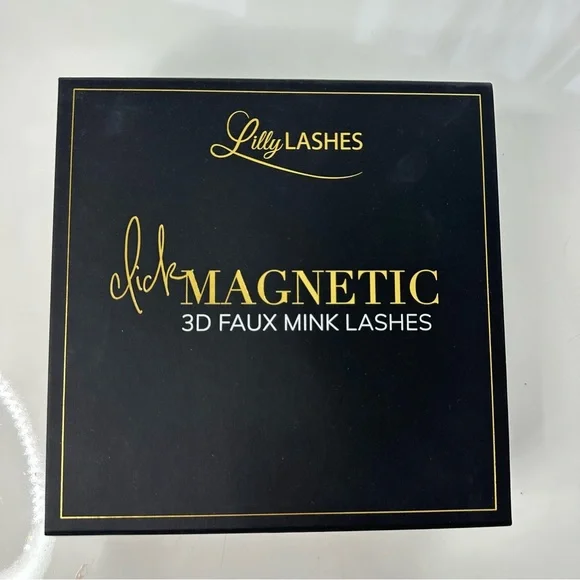 Lilly LASHES
click MAGNETIC
3D FAUX MINK LASHES